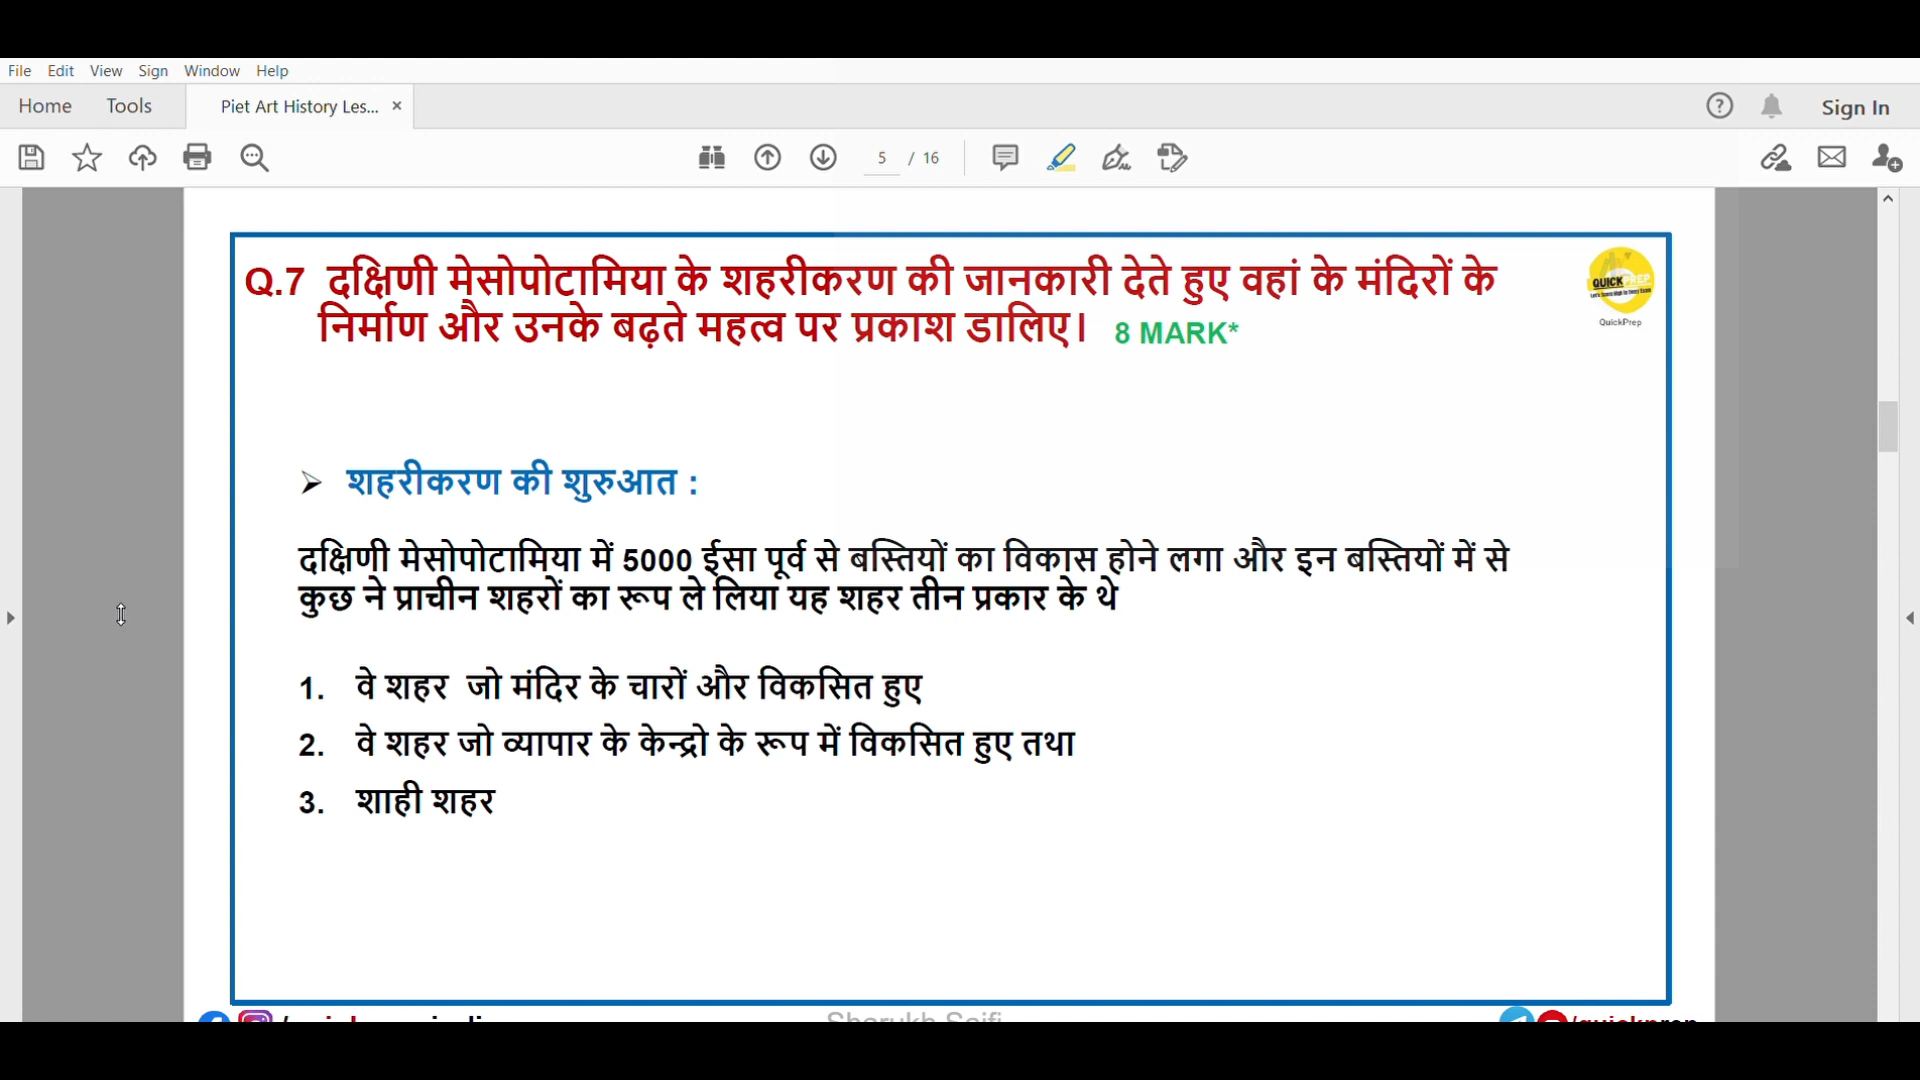 File Edit View Sign Window Help
Home Tools Piet Art History Les... × Sign In
5 / 16
Q.7 दक्षिणी मेसोपोटामिया के शहरीकरण की जानकारी देते हुए वहां के मंदिरों के
निर्माण और उनके बढ़ते महत्व पर प्रकाश डालिए। 8 MARK*
QUICKPREP
QuickPrep
➢ शहरीकरण की शुरुआत :
दक्षिणी मेसोपोटामिया में 5000 ईसा पूर्व से बस्तियों का विकास होने लगा और इन बस्तियों में से
कुछ ने प्राचीन शहरों का रूप ले लिया यह शहर तीन प्रकार के थे
1. वे शहर जो मंदिर के चारों और विकसित हुए
2. वे शहर जो व्यापार के केन्द्रो के रूप में विकसित हुए तथा
3. शाही शहर